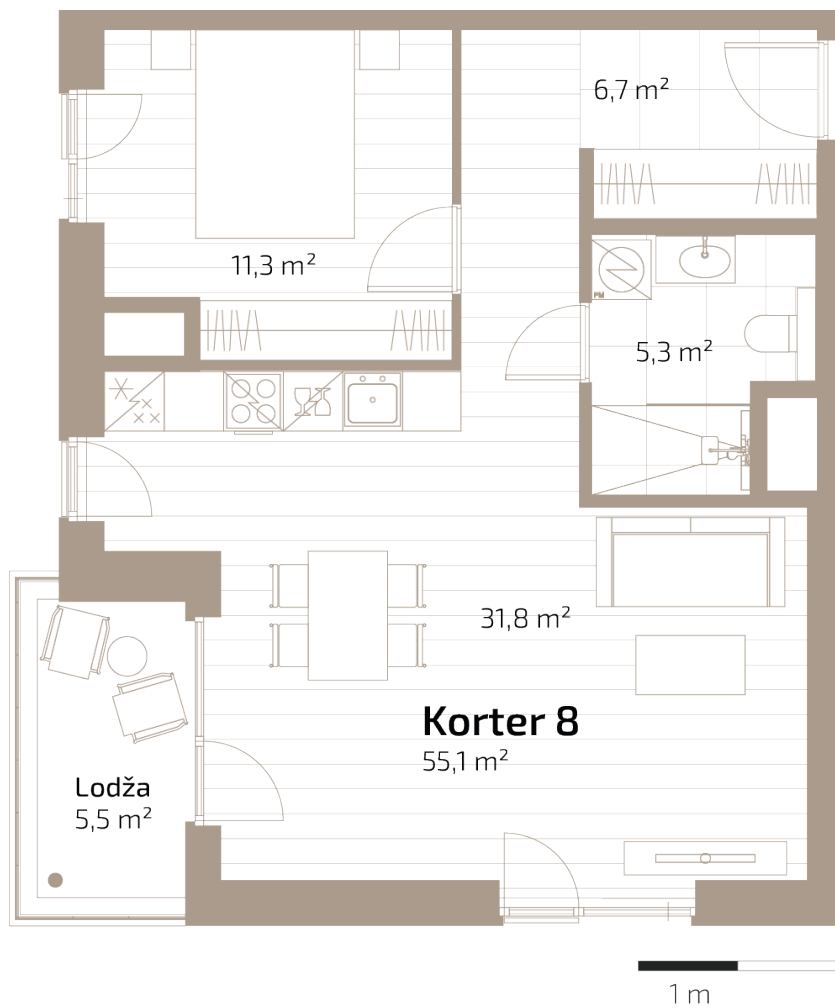 6,7 m²
11,3 m²
5,3 m²
31,8 m²
Korter 8
55,1 m²
Lodža
5,5 m²
1 m